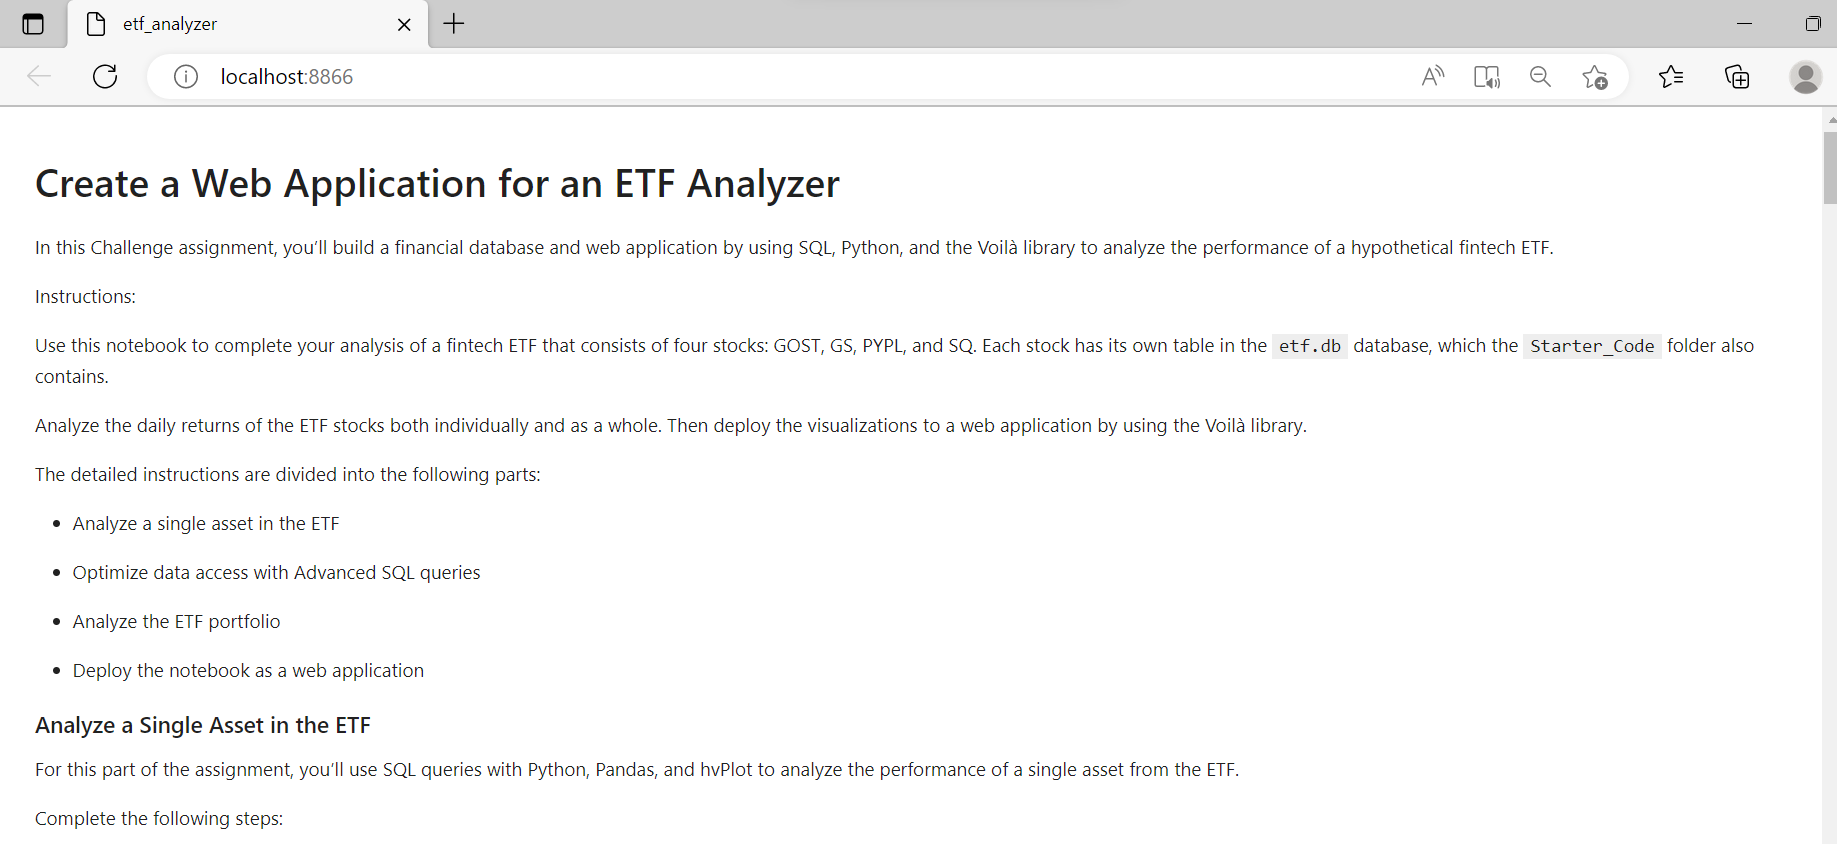 etf_analyzer
localhost:8866
Create a Web Application for an ETF Analyzer
In this Challenge assignment, you'll build a financial database and web application by using SQL, Python, and the Voilà library to analyze the performance of a hypothetical fintech ETF.
Instructions:
Use this notebook to complete your analysis of a fintech ETF that consists of four stocks: GOST, GS, PYPL, and SQ. Each stock has its own table in the etf.db database, which the Starter_Code folder also
contains.
Analyze the daily returns of the ETF stocks both individually and as a whole. Then deploy the visualizations to a web application by using the Voilà library.
The detailed instructions are divided into the following parts:
• Analyze a single asset in the ETF
• Optimize data access with Advanced SQL queries
• Analyze the ETF portfolio
• Deploy the notebook as a web application
Analyze a Single Asset in the ETF
For this part of the assignment, you'll use SQL queries with Python, Pandas, and hvPlot to analyze the performance of a single asset from the ETF.
Complete the following steps: